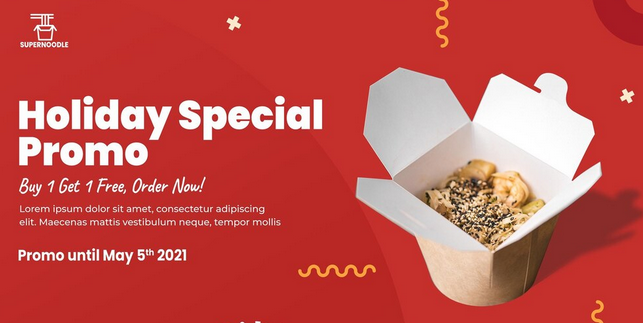 SUPERNOODLE
Holiday Special
Promo
Buy 1 Get 1 Free, Order Now!
Lorem ipsum dolor sit amet, consectetur adipiscing
elit. Maecenas mattis vestibulum neque, tempor mollis
Promo until May 5th 2021